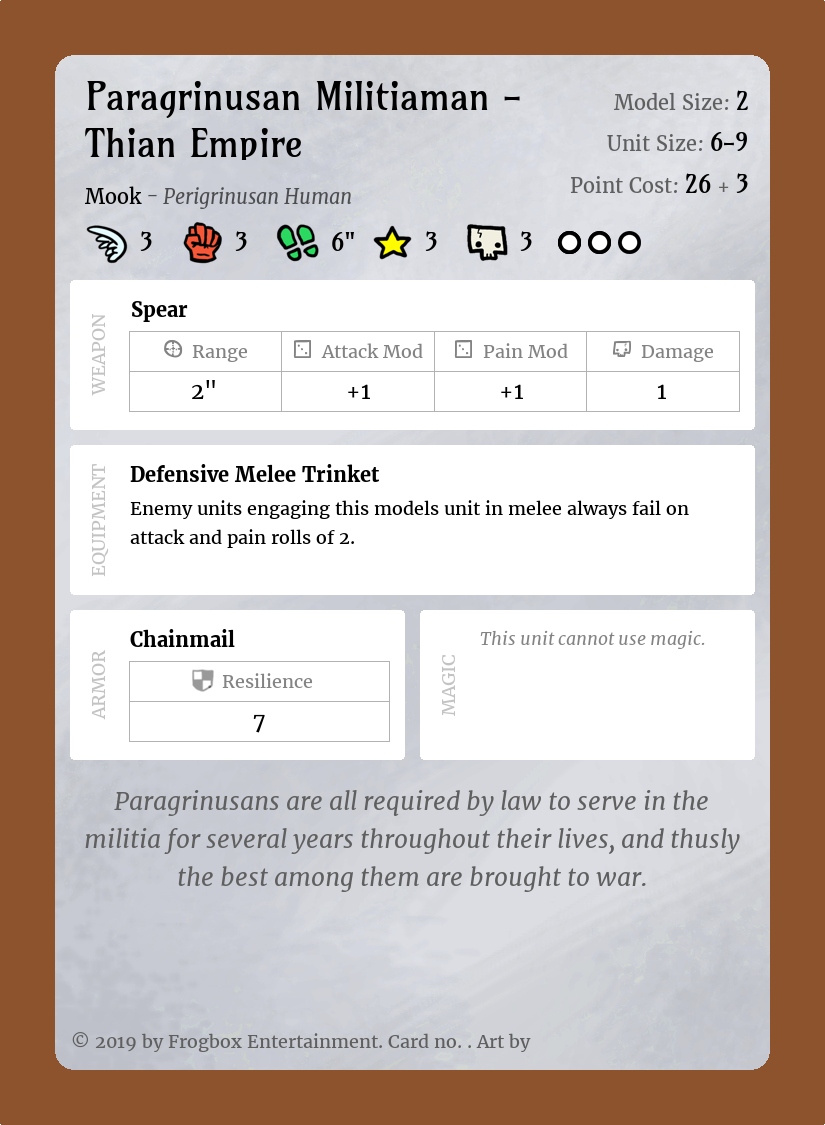 Paragrinusan Militiaman –
Thian Empire
Model Size: 2
Unit Size: 6–9
Point Cost: 26 + 3
Mook – Perigrinusan Human
3 3 6" 3 3
WEAPON
Spear
Range Attack Mod Pain Mod Damage
2" +1 +1 1
EQUIPMENT
Defensive Melee Trinket
Enemy units engaging this models unit in melee always fail on
attack and pain rolls of 2.
ARMOR
Chainmail
Resilience
7
MAGIC
This unit cannot use magic.
Paragrinusans are all required by law to serve in the
militia for several years throughout their lives, and thusly
the best among them are brought to war.
© 2019 by Frogbox Entertainment. Card no. . Art by